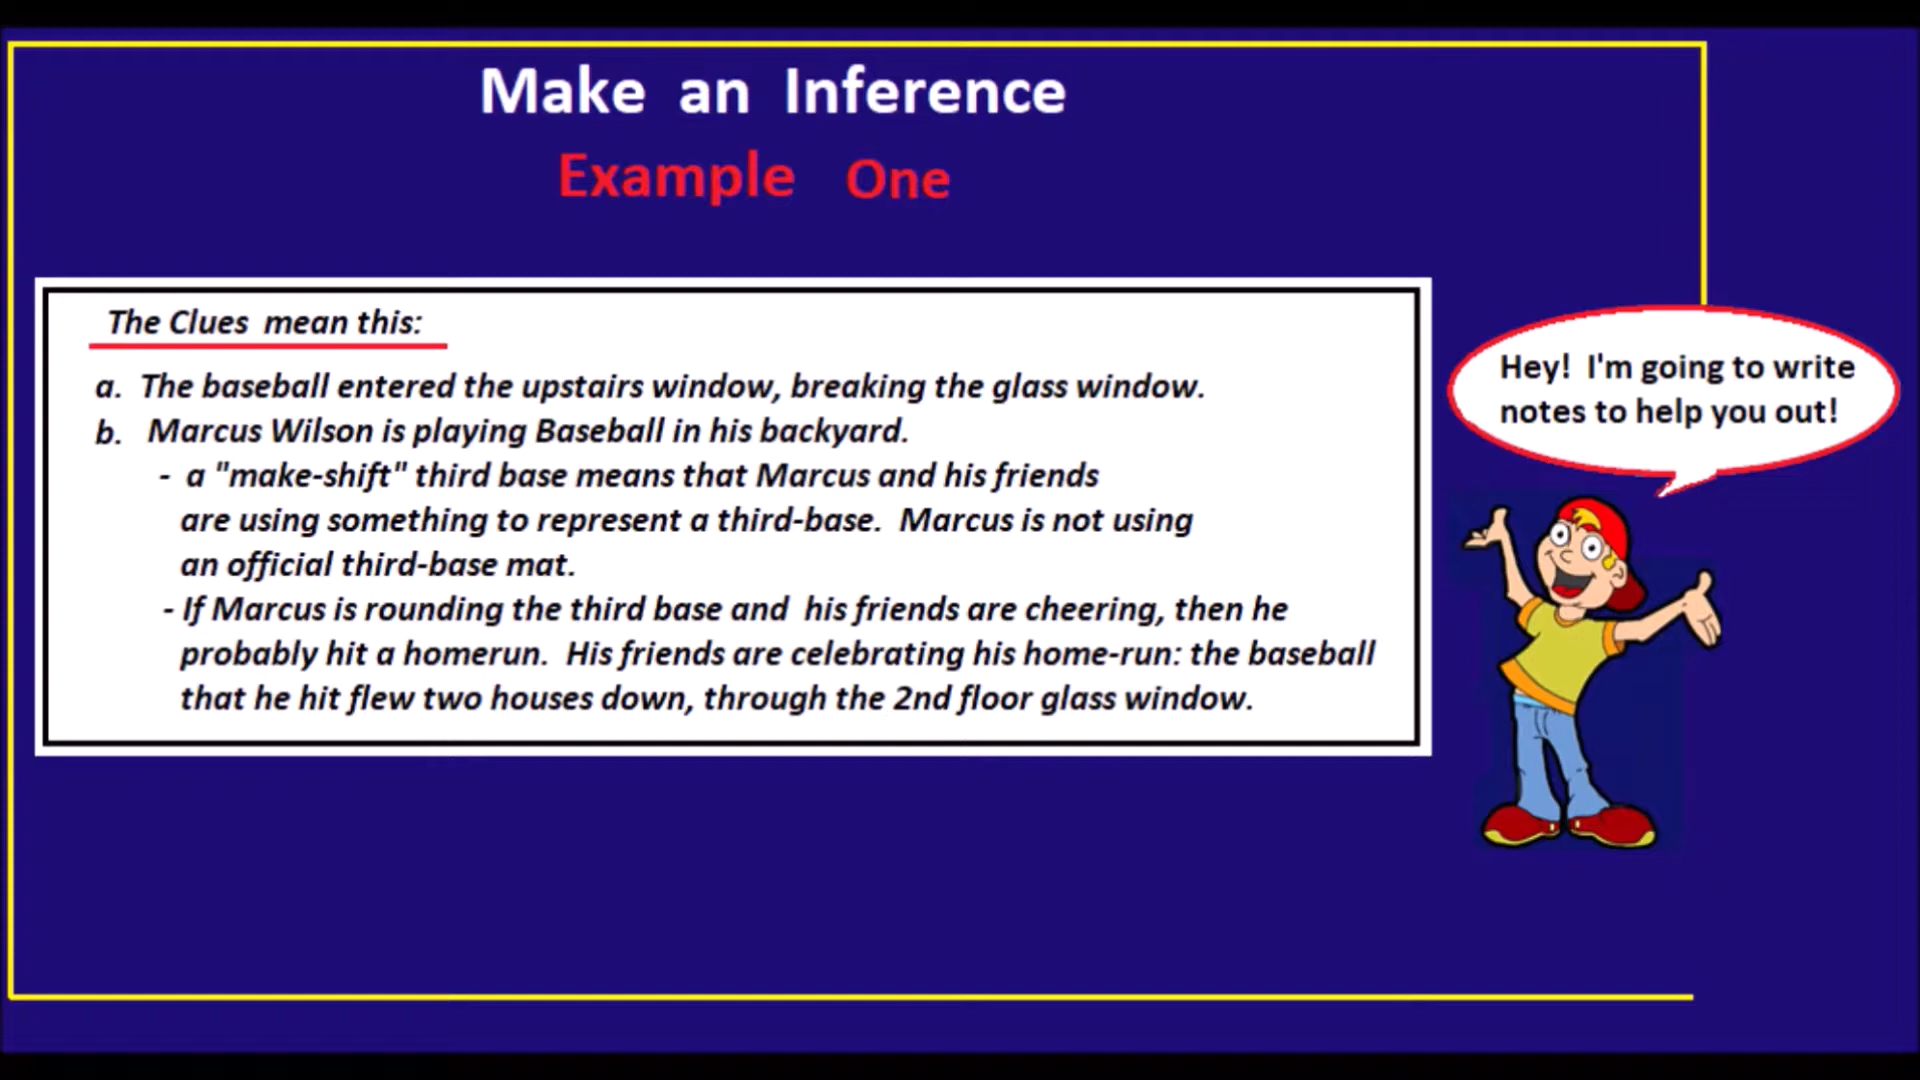 Make an Inference
Example One
The Clues mean this:
a. The baseball entered the upstairs window, breaking the glass window.
b. Marcus Wilson is playing Baseball in his backyard.
- a "make-shift" third base means that Marcus and his friends
are using something to represent a third-base. Marcus is not using
an official third-base mat.
- If Marcus is rounding the third base and his friends are cheering, then he
probably hit a homerun. His friends are celebrating his home-run: the baseball
that he hit flew two houses down, through the 2nd floor glass window.
Hey! I'm going to write
notes to help you out!